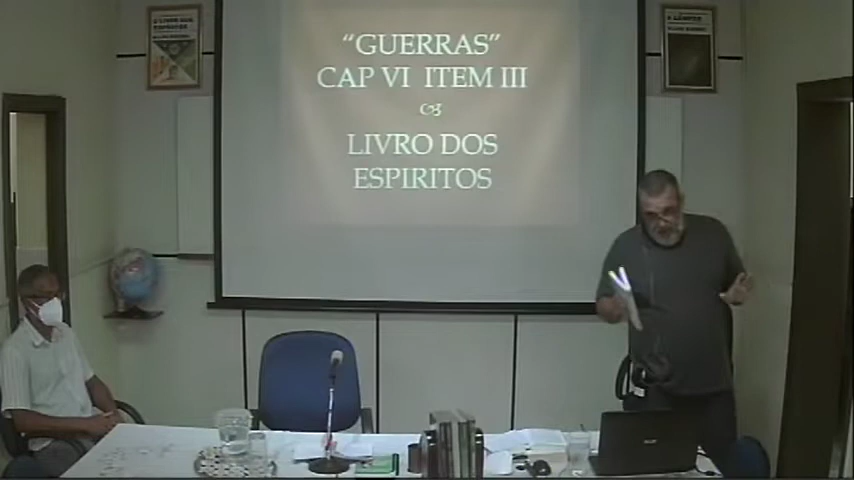 “GUERRAS”
CAP VI ITEM III
&
LIVRO DOS
ESPIRITOS